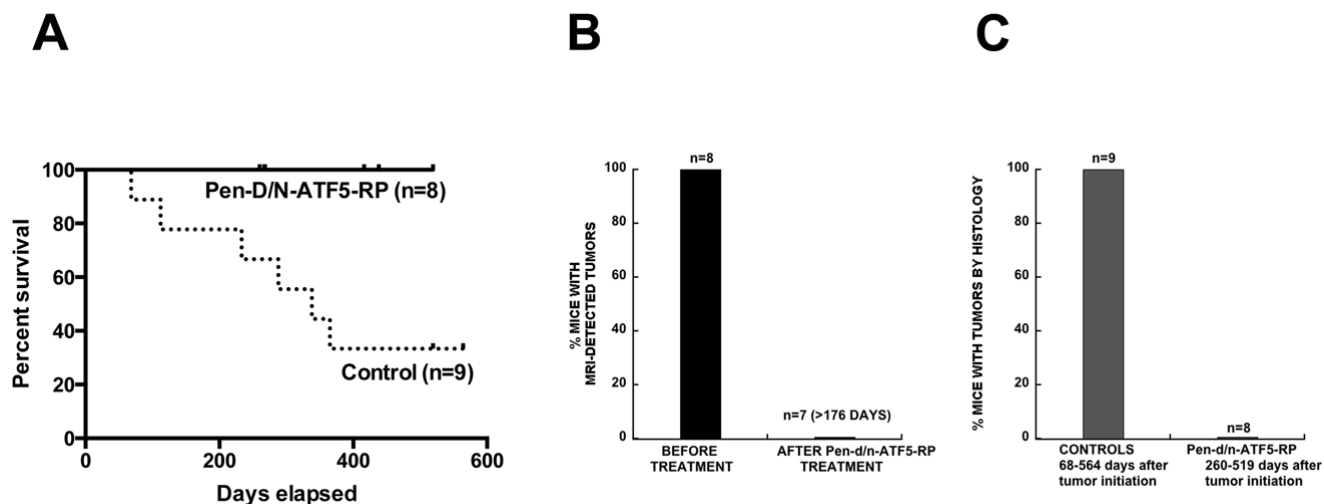 A
B
C
Percent survival
100
80
60
40
20
0
Pen-D/N-ATF5-RP (n=8)
Control (n=9)
0
200
400
600
Days elapsed
% MICE WITH
MRI-DETECTED TUMORS
100
80
60
40
20
0
n=8
n=7 (>176 DAYS)
BEFORE
TREATMENT
AFTER Pen-d/n-ATF5-RP
TREATMENT
% MICE WITH TUMORS BY HISTOLOGY
100
80
60
40
20
0
n=9
n=8
CONTROLS
68-564 days after
tumor initiation
Pen-d/n-ATF5-RP
260-519 days after
tumor initiation